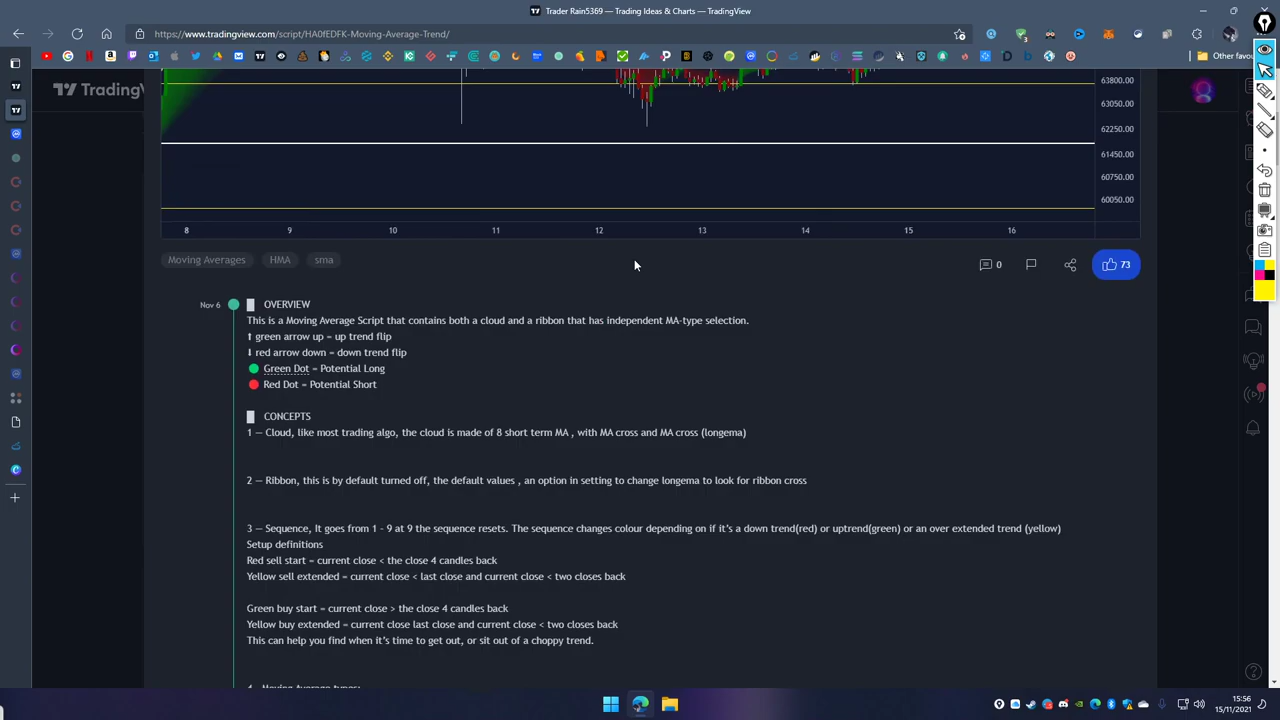 Trader Rain5369 — Trading Ideas & Charts — TradingView
https://www.tradingview.com/script/HA0fEDFK-Moving-Average-Trend/
Other favou
TradingV
63800.00
63050.00
62250.00
61450.00
60750.00
60050.00
8 9 10 11 12 13 14 15 16
Moving Averages HMA sma
0 73
Nov 6 OVERVIEW
This is a Moving Average Script that contains both a cloud and a ribbon that has independent MA-type selection.
⬆ green arrow up = up trend flip
⬇ red arrow down = down trend flip
Green Dot = Potential Long
Red Dot = Potential Short
CONCEPTS
1 — Cloud, like most trading algo, the cloud is made of 8 short term MA , with MA cross and MA cross (longema)
2 — Ribbon, this is by default turned off, the default values , an option in setting to change longema to look for ribbon cross
3 — Sequence, It goes from 1 - 9 at 9 the sequence resets. The sequence changes colour depending on if it's a down trend(red) or uptrend(green) or an over extended trend (yellow)
Setup definitions
Red sell start = current close < the close 4 candles back
Yellow sell extended = current close < last close and current close < two closes back
Green buy start = current close > the close 4 candles back
Yellow buy extended = current close last close and current close < two closes back
This can help you find when it's time to get out, or sit out of a choppy trend.
4 — Moving Average types:
15:56
15/11/2021